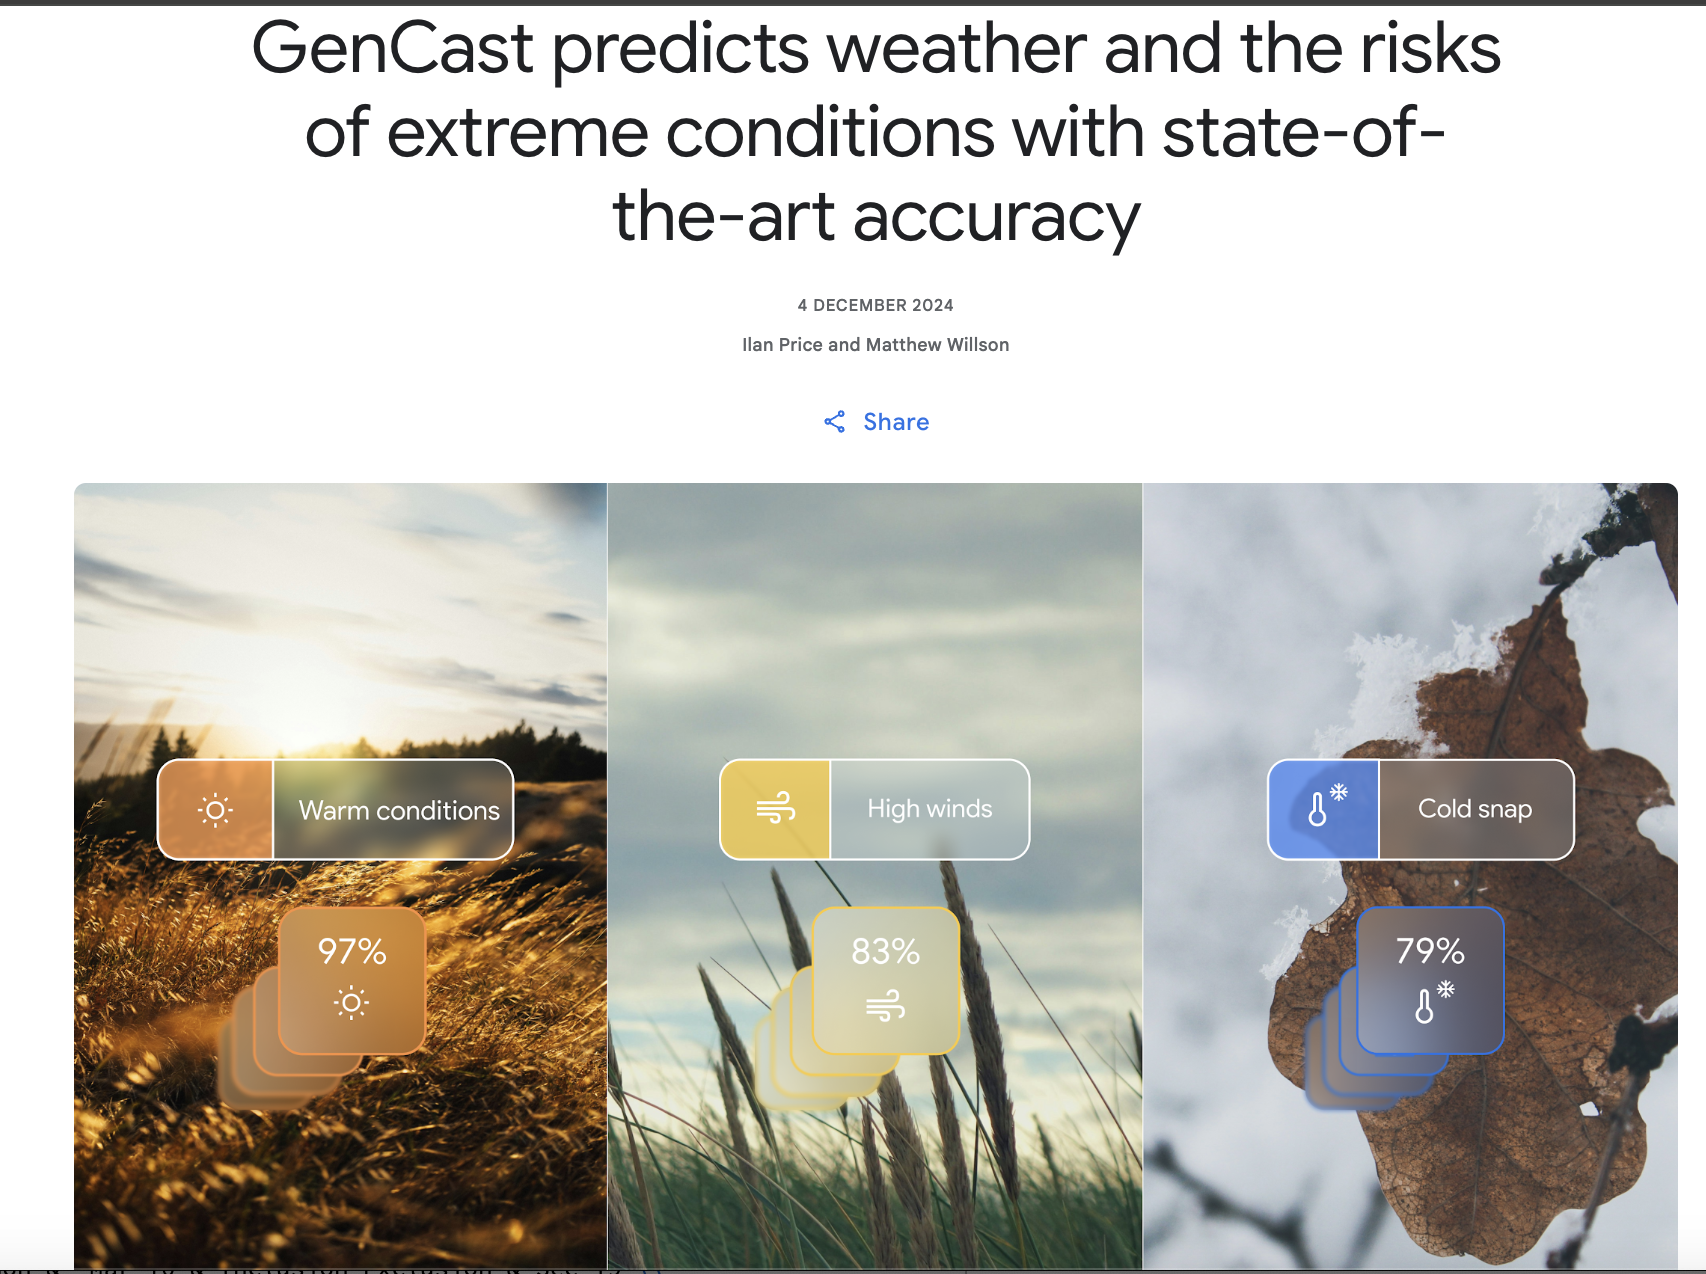 GenCast predicts weather and the risks
of extreme conditions with state-of-
the-art accuracy
4 DECEMBER 2024
Ilan Price and Matthew Willson
Share
Warm conditions
97%
High winds
83%
Cold snap
79%